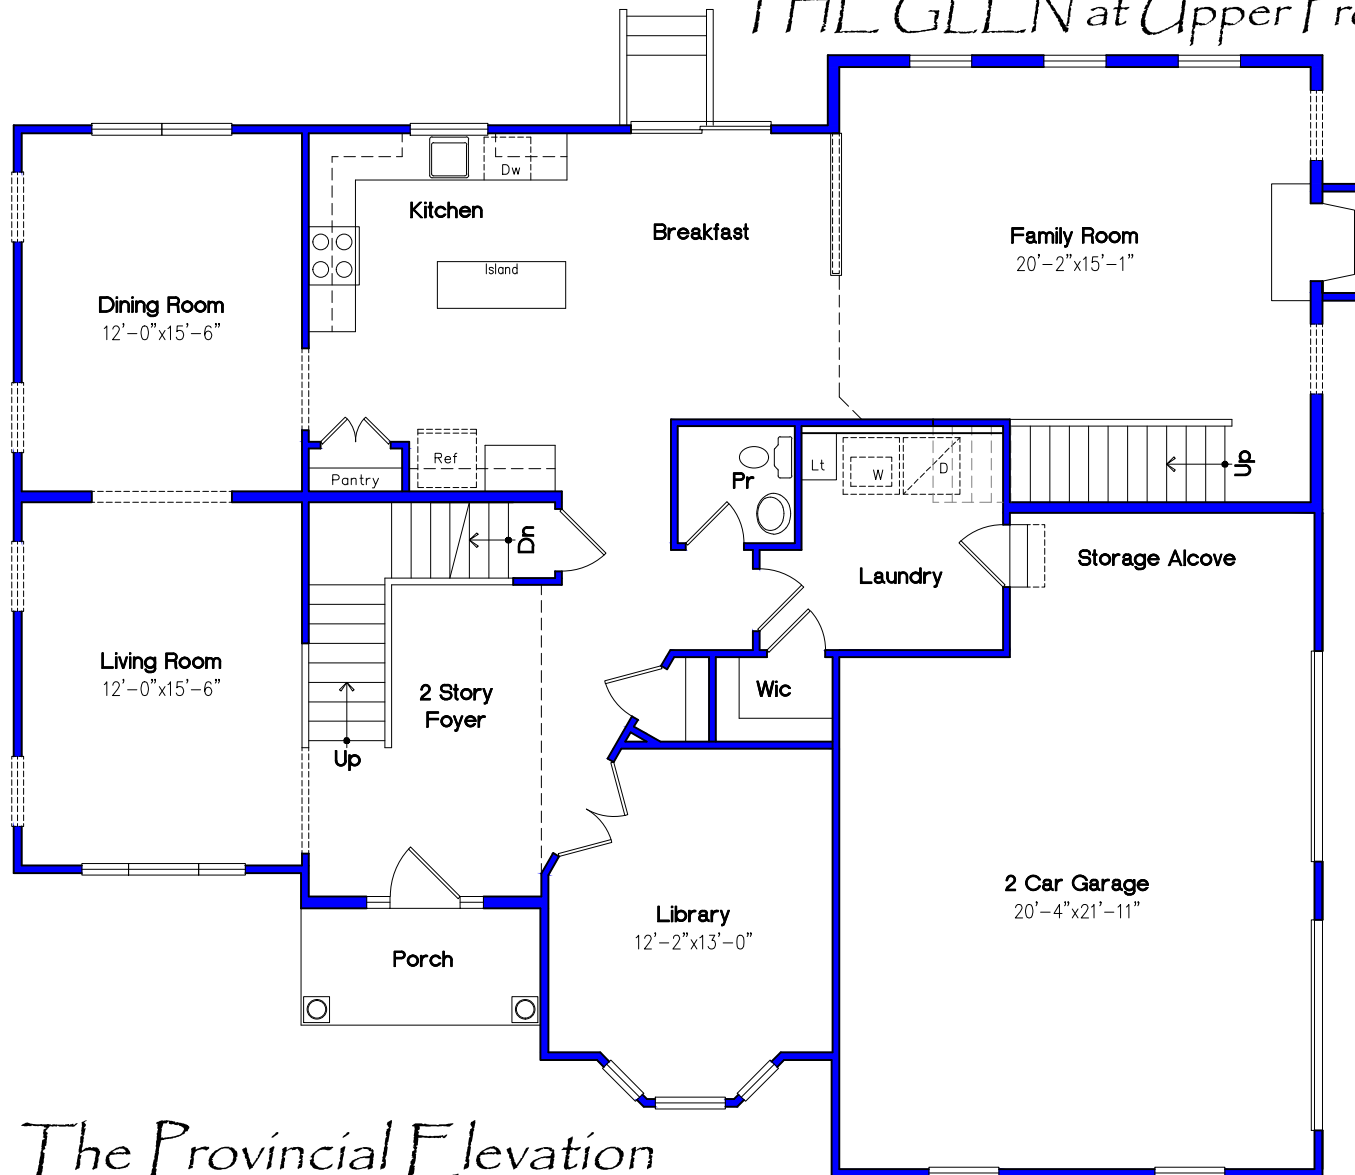 THE GLEN at Upper
Dw
Kitchen
Breakfast
Family Room
20'-2"x15'-1"
Island
Dining Room
12'-0"x15'-6"
Ref
Pantry
Pr
Lt
W
D
Up
Dn
Storage Alcove
Laundry
Living Room
12'-0"x15'-6"
2 Story
Foyer
Wic
Up
2 Car Garage
20'-4"x21'-11"
Library
12'-2"x13'-0"
Porch
The Provincial Elevation